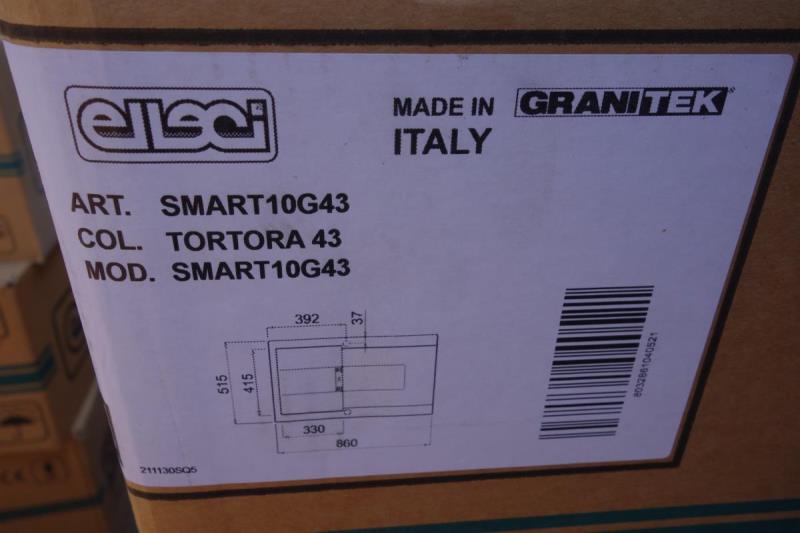 elleci
MADE IN
ITALY
GRANITEK
ART. SMART10G43
COL. TORTORA 43
MOD. SMART10G43
392
37
515
415
330
860
211130SQ5
8032861040521